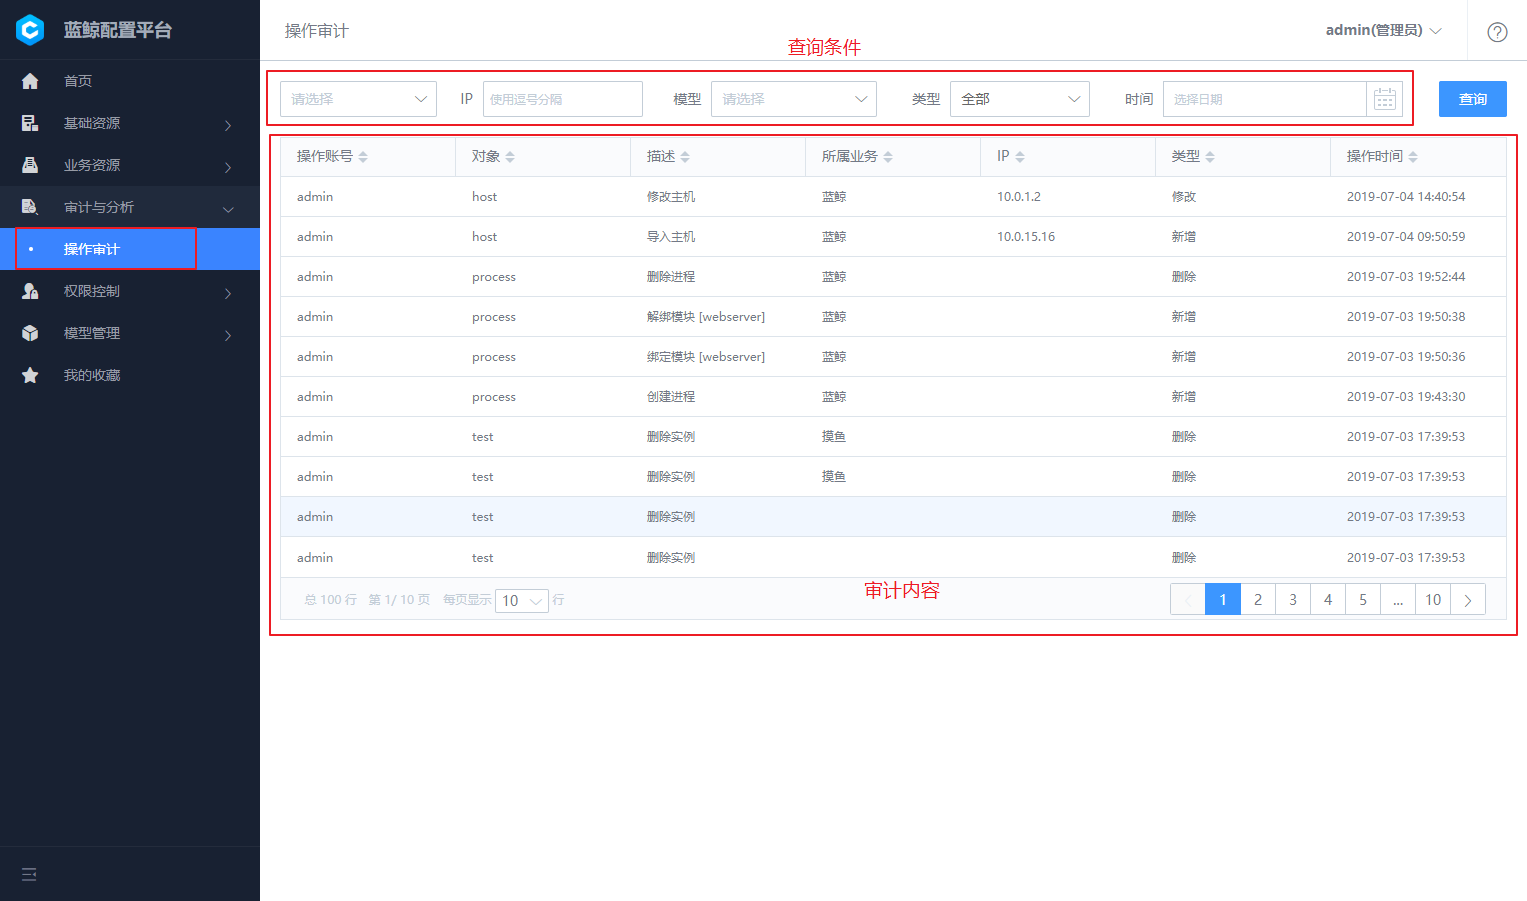 蓝鲸配置平台
首页
基础资源
业务资源
审计与分析
操作审计
权限控制
模型管理
我的收藏
操作审计
admin(管理员)
查询条件
请选择 IP 使用逗号分隔 模型 请选择 类型 全部 时间 选择日期 查询
操作账号 对象 描述 所属业务 IP 类型 操作时间
admin host 修改主机 蓝鲸 10.0.1.2 修改 2019-07-04 14:40:54
admin host 导入主机 蓝鲸 10.0.15.16 新增 2019-07-04 09:50:59
admin process 删除进程 蓝鲸 删除 2019-07-03 19:52:44
admin process 解绑模块 [webserver] 蓝鲸 新增 2019-07-03 19:50:38
admin process 绑定模块 [webserver] 蓝鲸 新增 2019-07-03 19:50:36
admin process 创建进程 蓝鲸 新增 2019-07-03 19:43:30
admin test 删除实例 摸鱼 删除 2019-07-03 17:39:53
admin test 删除实例 摸鱼 删除 2019-07-03 17:39:53
admin test 删除实例 删除 2019-07-03 17:39:53
admin test 删除实例 删除 2019-07-03 17:39:53
审计内容
总 100 行 第 1/ 10 页 每页显示 10 行 1 2 3 4 5 ... 10